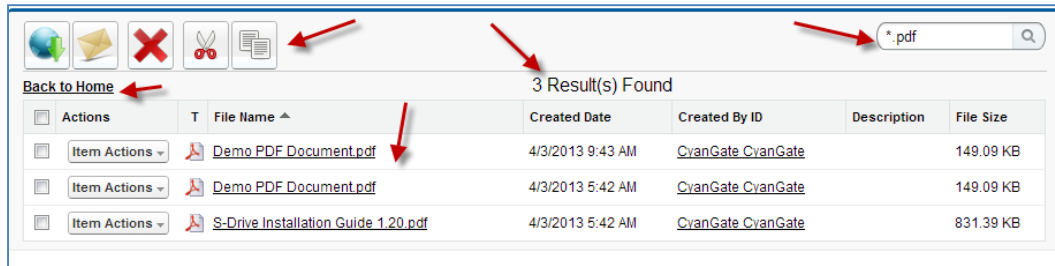 *.pdf
Back to Home
3 Result(s) Found
Actions T File Name Created Date Created By ID Description File Size
Item Actions Demo PDF Document.pdf 4/3/2013 9:43 AM CyanGate CyanGate 149.09 KB
Item Actions Demo PDF Document.pdf 4/3/2013 5:42 AM CyanGate CyanGate 149.09 KB
Item Actions S-Drive Installation Guide 1.20.pdf 4/3/2013 5:42 AM CyanGate CyanGate 831.39 KB